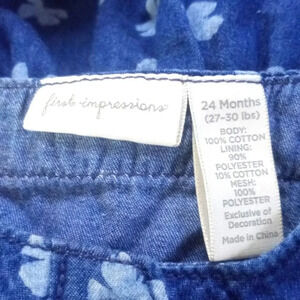 first impressions
24 Months
(27-30 lbs)
BODY:
100% COTTON
LINING:
90%
POLYESTER
10% COTTON
MESH:
100%
POLYESTER
Exclusive of
Decoration
Made in China